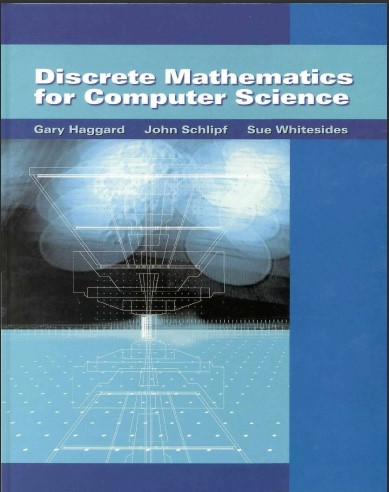 Discrete Mathematics
for Computer Science
Gary Haggard John Schlipf Sue Whitesides